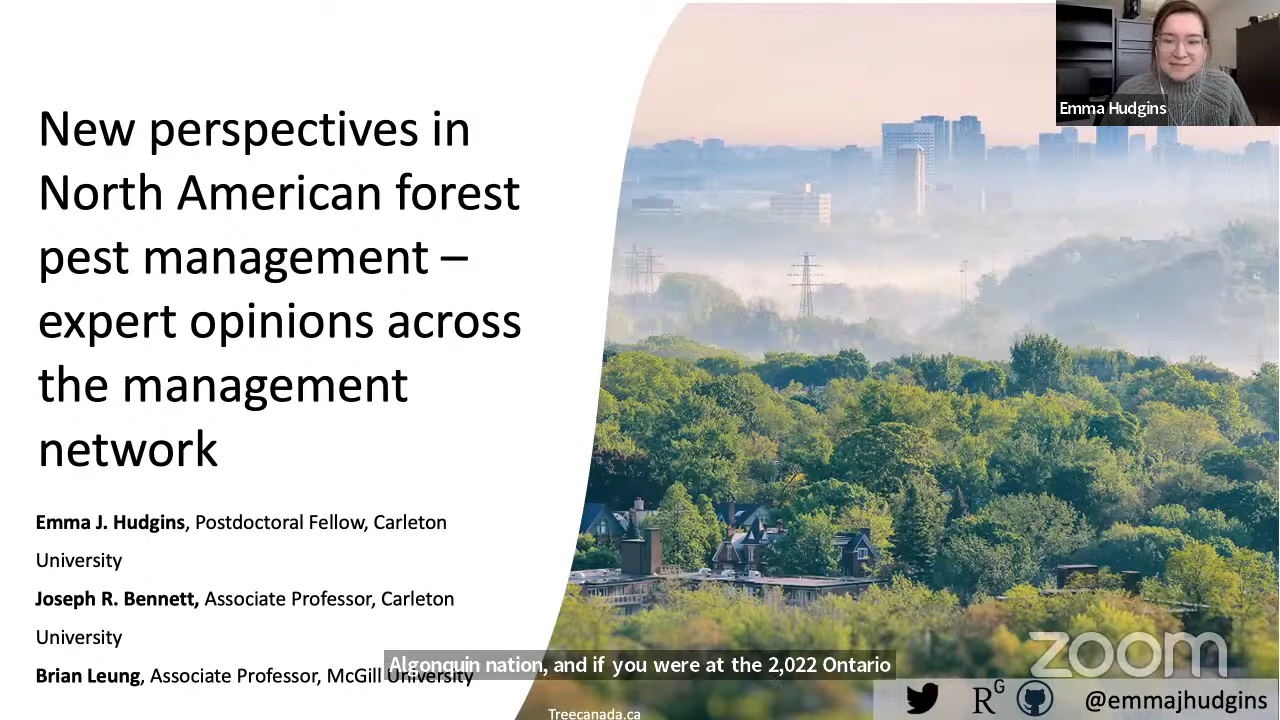 New perspectives in
North American forest
pest management –
expert opinions across
the management
network
Emma J. Hudgins, Postdoctoral Fellow, Carleton
University
Joseph R. Bennett, Associate Professor, Carleton
University
Brian Leung, Associate Professor, McGill University
Emma Hudgins
Algonquin nation, and if you were at the 2,022 Ontario
zoom
RG
@emmajhudgins
Treecanada.ca